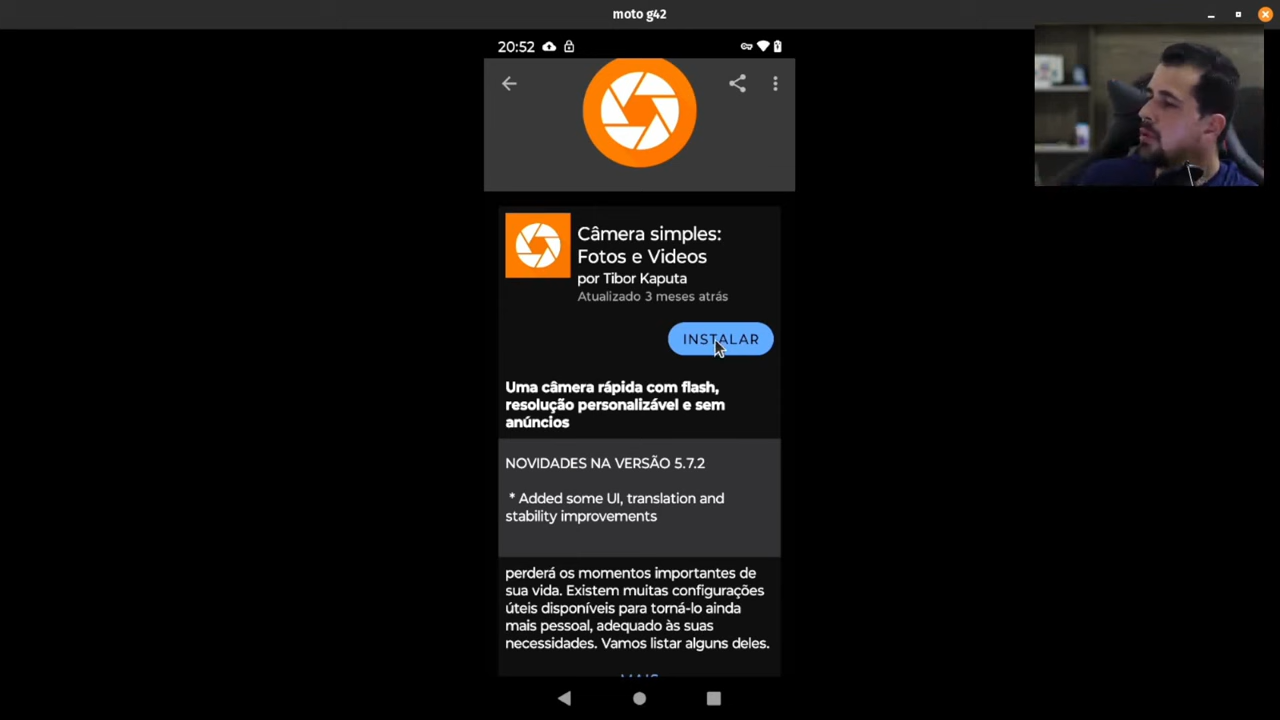 moto g42
20:52
Câmera simples:
Fotos e Videos
por Tibor Kaputa
Atualizado 3 meses atrás
INSTALAR
Uma câmera rápida com flash,
resolução personalizável e sem
anúncios
NOVIDADES NA VERSÃO 5.7.2
* Added some UI, translation and
stability improvements
perderá os momentos importantes de
sua vida. Existem muitas configurações
úteis disponíveis para torná-lo ainda
mais pessoal, adequado às suas
necessidades. Vamos listar alguns deles.